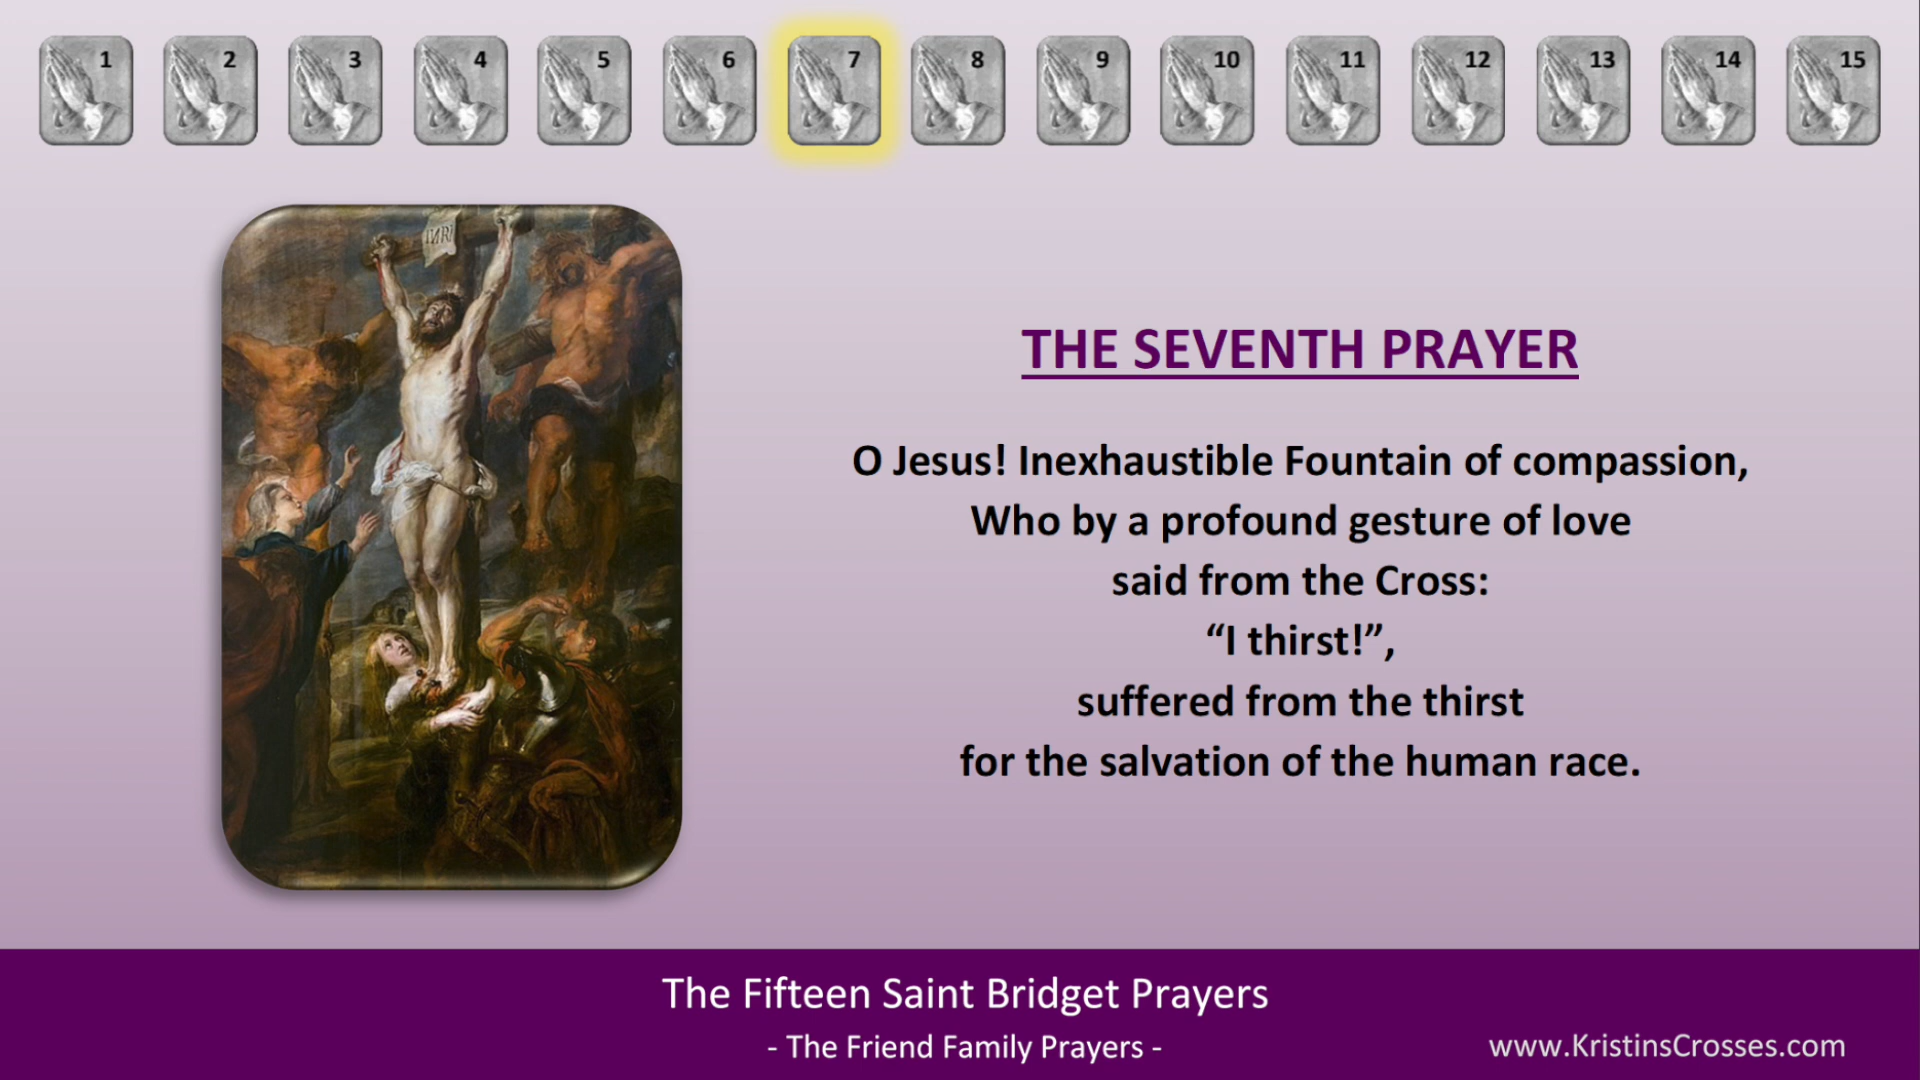 1 2 3 4 5 6 7 8 9 10 11 12 13 14 15
INRI
THE SEVENTH PRAYER
O Jesus! Inexhaustible Fountain of compassion,
Who by a profound gesture of love
said from the Cross:
“I thirst!”,
suffered from the thirst
for the salvation of the human race.
The Fifteen Saint Bridget Prayers
- The Friend Family Prayers -
www.KristinsCrosses.com